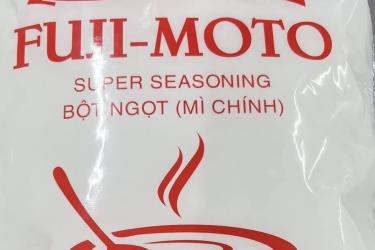 FUJI-MOTO
SUPER SEASONING
BỘT NGỌT (MÌ CHÍNH)